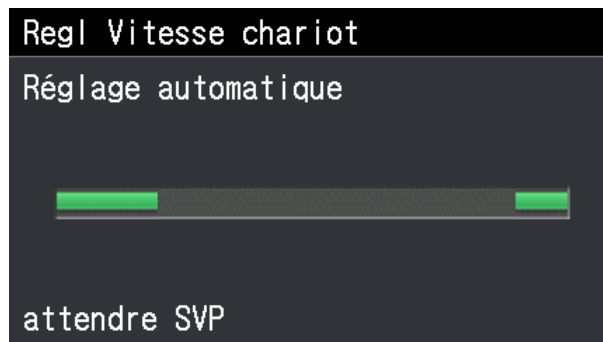 Regl Vitesse chariot
Réglage automatique
attendre SVP